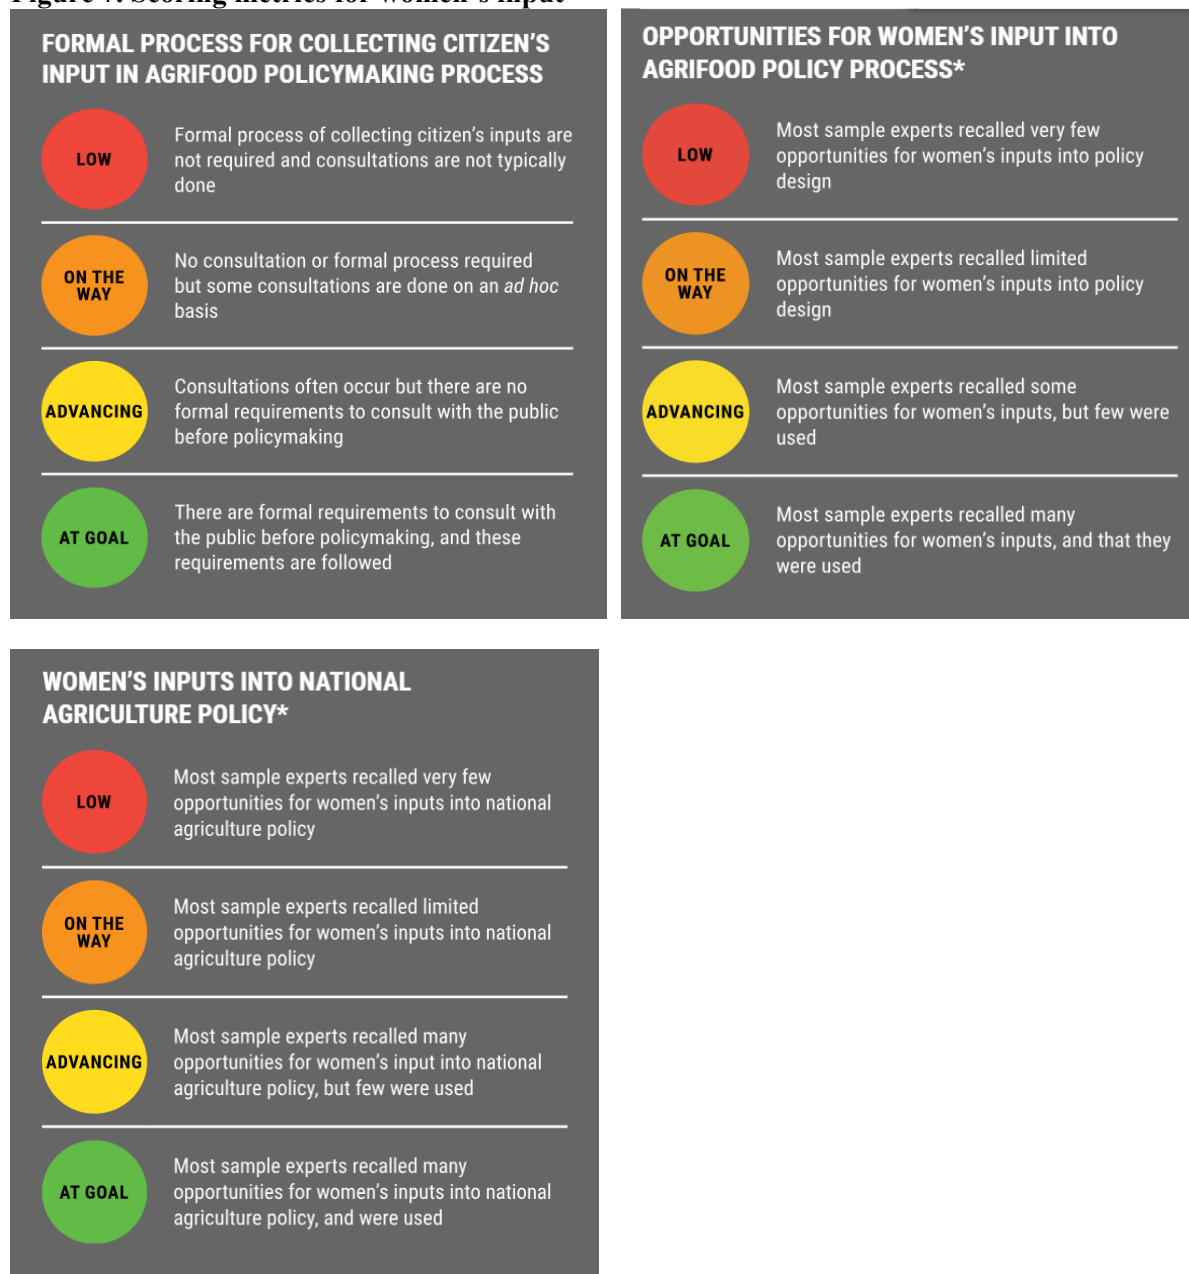 Figure 7. Scoring metrics for women's input
FORMAL PROCESS FOR COLLECTING CITIZEN'S
INPUT IN AGRIFOOD POLICYMAKING PROCESS
LOW
Formal process of collecting citizen's inputs are
not required and consultations are not typically
done
ON THE
WAY
No consultation or formal process required
but some consultations are done on an ad hoc
basis
ADVANCING
Consultations often occur but there are no
formal requirements to consult with the public
before policymaking
AT GOAL
There are formal requirements to consult with
the public before policymaking, and these
requirements are followed
OPPORTUNITIES FOR WOMEN'S INPUT INTO
AGRIFOOD POLICY PROCESS*
LOW
Most sample experts recalled very few
opportunities for women's inputs into policy
design
ON THE
WAY
Most sample experts recalled limited
opportunities for women's inputs into policy
design
ADVANCING
Most sample experts recalled some
opportunities for women's inputs, but few were
used
AT GOAL
Most sample experts recalled many
opportunities for women's inputs, and that they
were used
WOMEN'S INPUTS INTO NATIONAL
AGRICULTURE POLICY*
LOW
Most sample experts recalled very few
opportunities for women's inputs into national
agriculture policy
ON THE
WAY
Most sample experts recalled limited
opportunities for women's inputs into national
agriculture policy
ADVANCING
Most sample experts recalled many
opportunities for women's input into national
agriculture policy, but few were used
AT GOAL
Most sample experts recalled many
opportunities for women's inputs into national
agriculture policy, and were used